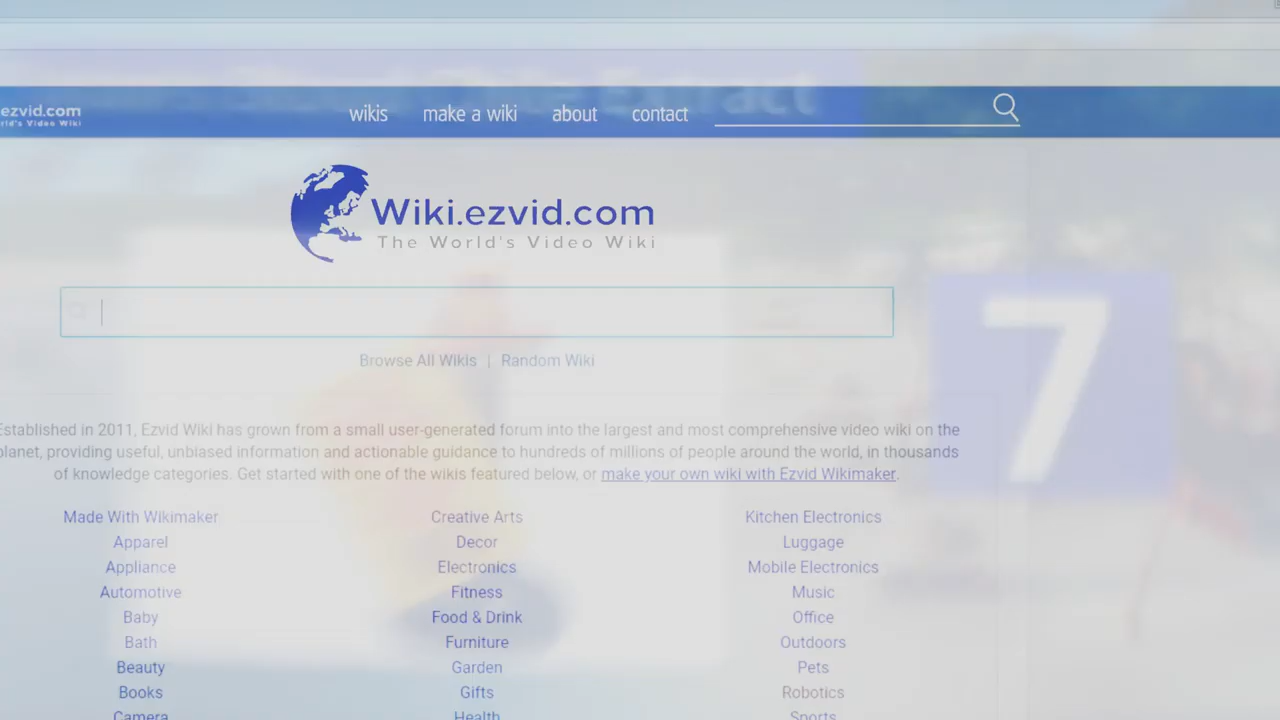 ezvid.com
wikis make a wiki about contact
Extract
Wiki.ezvid.com
The World's Video Wiki
Browse All Wikis | Random Wiki
Established in 2011, Ezvid Wiki has grown from a small user-generated forum into the largest and most comprehensive video wiki on the
planet, providing useful, unbiased information and actionable guidance to hundreds of millions of people around the world, in thousands
of knowledge categories. Get started with one of the wikis featured below, or make your own wiki with Ezvid Wikimaker.
7
Made With Wikimaker Creative Arts Kitchen Electronics
Apparel Decor Luggage
Appliance Electronics Mobile Electronics
Automotive Fitness Music
Baby Food & Drink Office
Bath Furniture Outdoors
Beauty Garden Pets
Books Gifts Robotics
Camera Health Sports